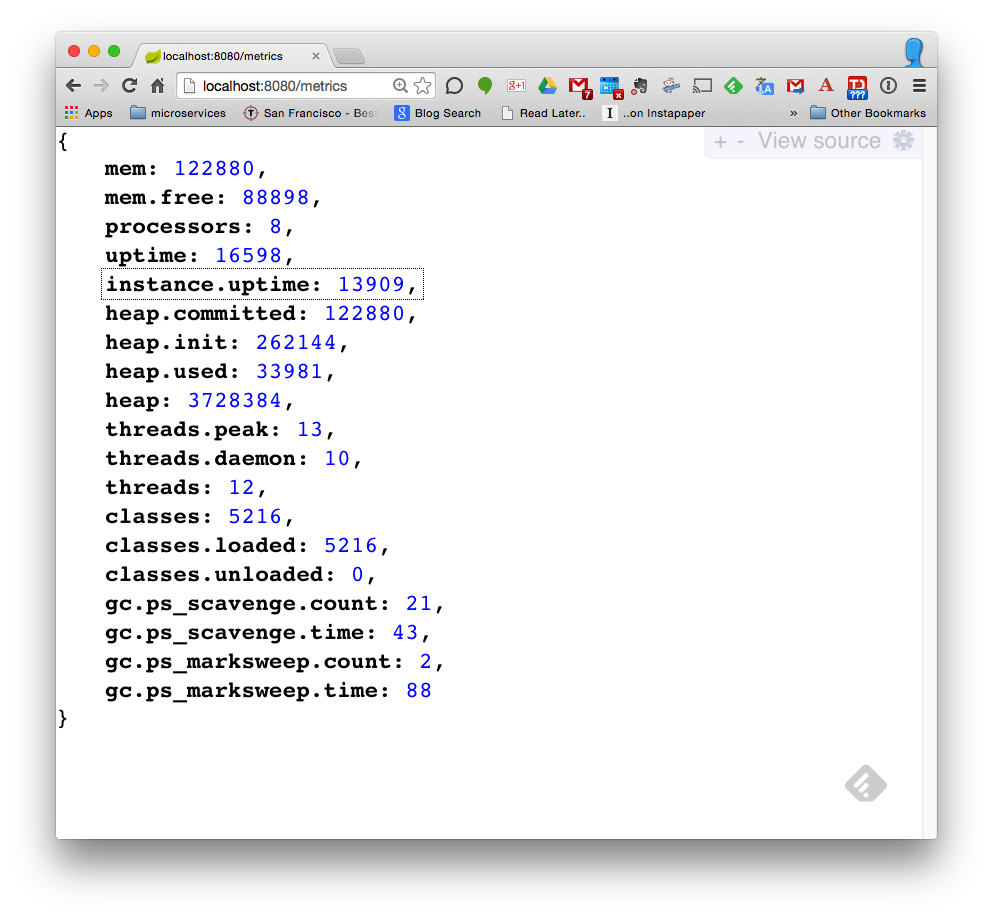 localhost:8080/metrics ×
localhost:8080/metrics
g+1
7
×
A
TD
???
Apps
microservices
San Francisco - Bes
8 Blog Search
Read Later..
I ..on Instapaper
»
Other Bookmarks
{
+ - View source
mem: 122880,
mem.free: 88898,
processors: 8,
uptime: 16598,
instance.uptime: 13909,
heap.committed: 122880,
heap.init: 262144,
heap.used: 33981,
heap: 3728384,
threads.peak: 13,
threads.daemon: 10,
threads: 12,
classes: 5216,
classes.loaded: 5216,
classes.unloaded: 0,
gc.ps_scavenge.count: 21,
gc.ps_scavenge.time: 43,
gc.ps_marksweep.count: 2,
gc.ps_marksweep.time: 88
}